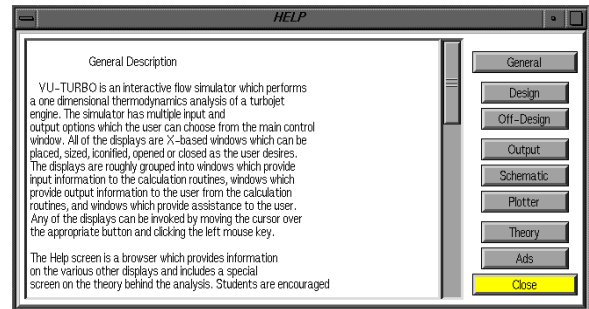 HELP
General Description
VU-TURBO is an interactive flow simulator which performs
a one dimensional thermodynamics analysis of a turbojet
engine. The simulator has multiple input and
output options which the user can choose from the main control
window. All of the displays are X-based windows which can be
placed, sized, iconified, opened or closed as the user desires.
The displays are roughly grouped into windows which provide
input information to the calculation routines, windows which
provide output information to the user from the calculation
routines, and windows which provide assistance to the user.
Any of the displays can be invoked by moving the cursor over
the appropriate button and clicking the left mouse key.
The Help screen is a browser which provides information
on the various other displays and includes a special
screen on the theory behind the analysis. Students are encouraged
General
Design
Off-Design
Output
Schematic
Plotter
Theory
Ads
Close